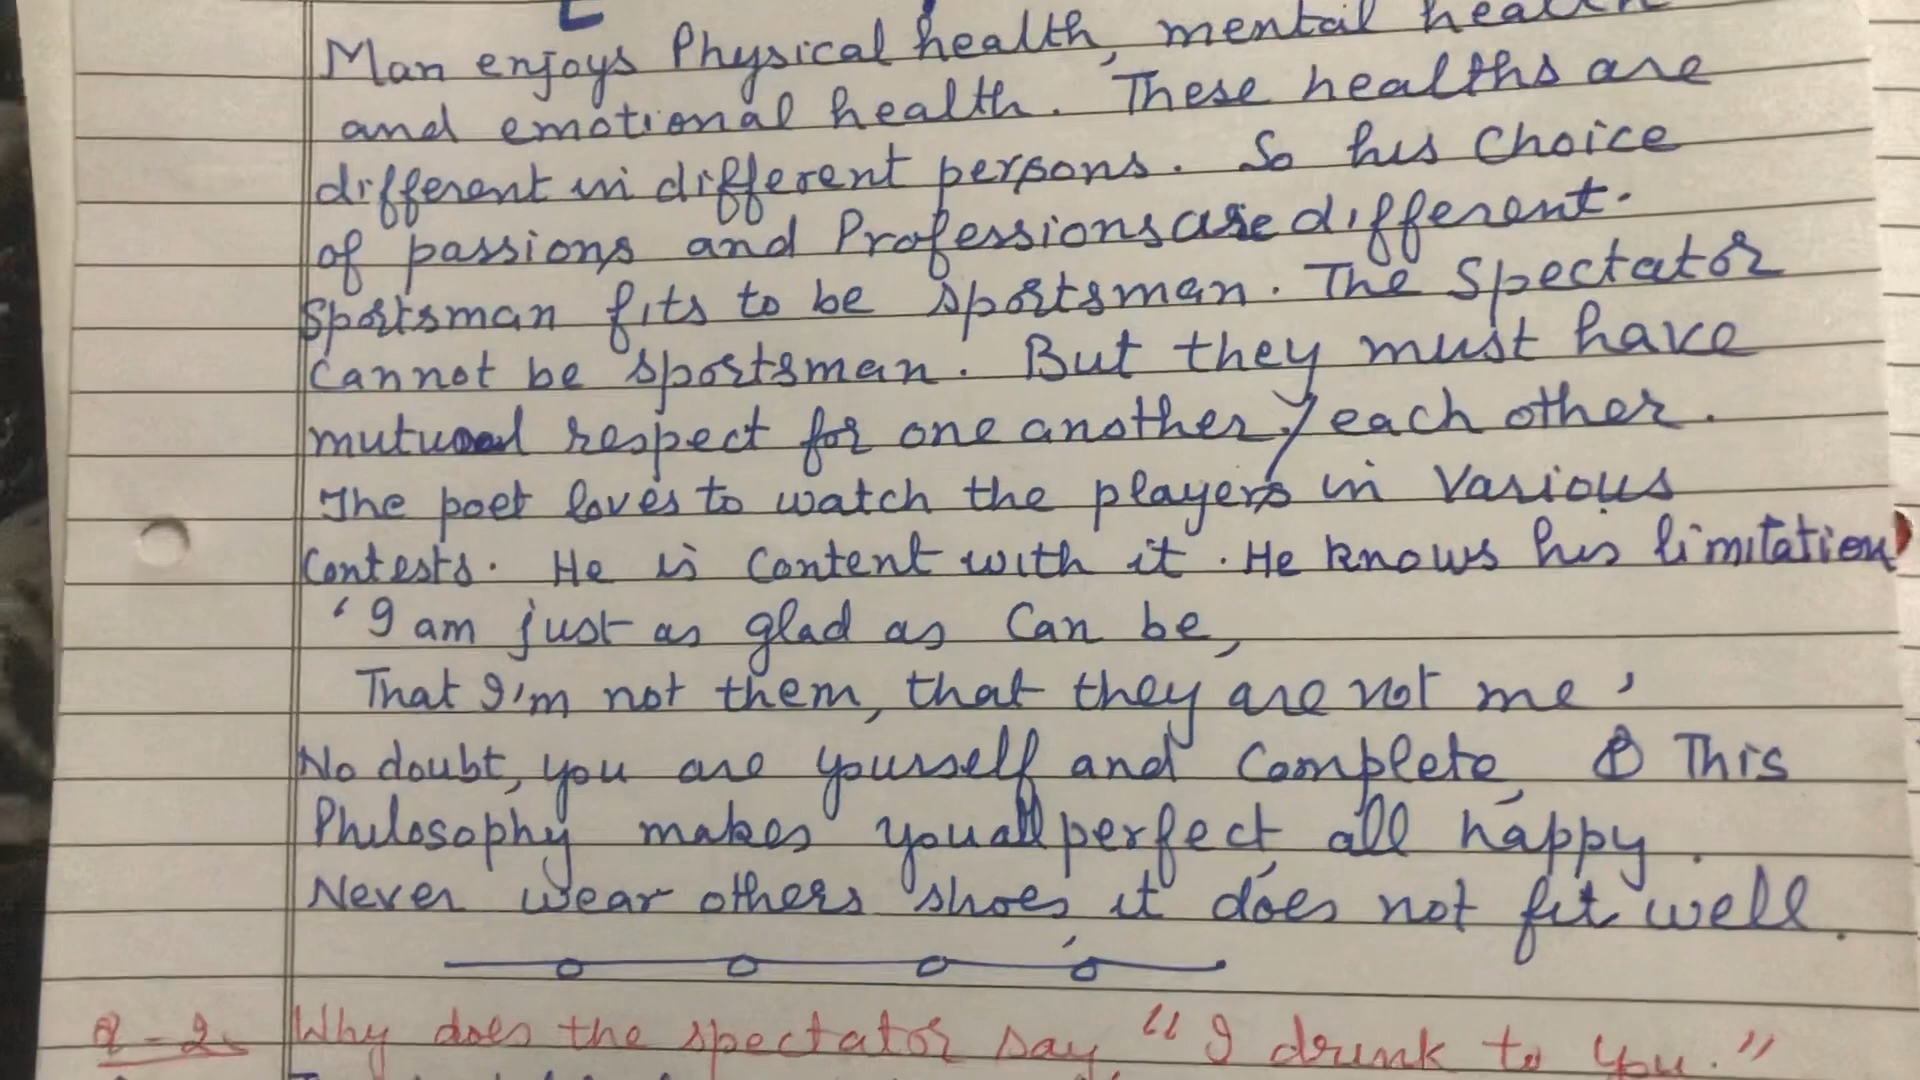 Man enjoys Physical health, mental health
and emotional health. These healths are
different in different persons. So his choice
of passions and Professions are different.
Sportsman fits to be sportsman. The Spectator
Cannot be sportsman. But they must have
mutual respect for one another / each other.
The poet loves to watch the players in various
Contests. He is content with it. He knows his limitation
'I am just as glad as can be,
That I'm not them, that they are not me'
No doubt, you are yourself and complete, This
Philosophy makes you all perfect, all happy.
Never wear others shoes, it does not fit well.
Q-2. Why does the spectator say "I drunk to you."